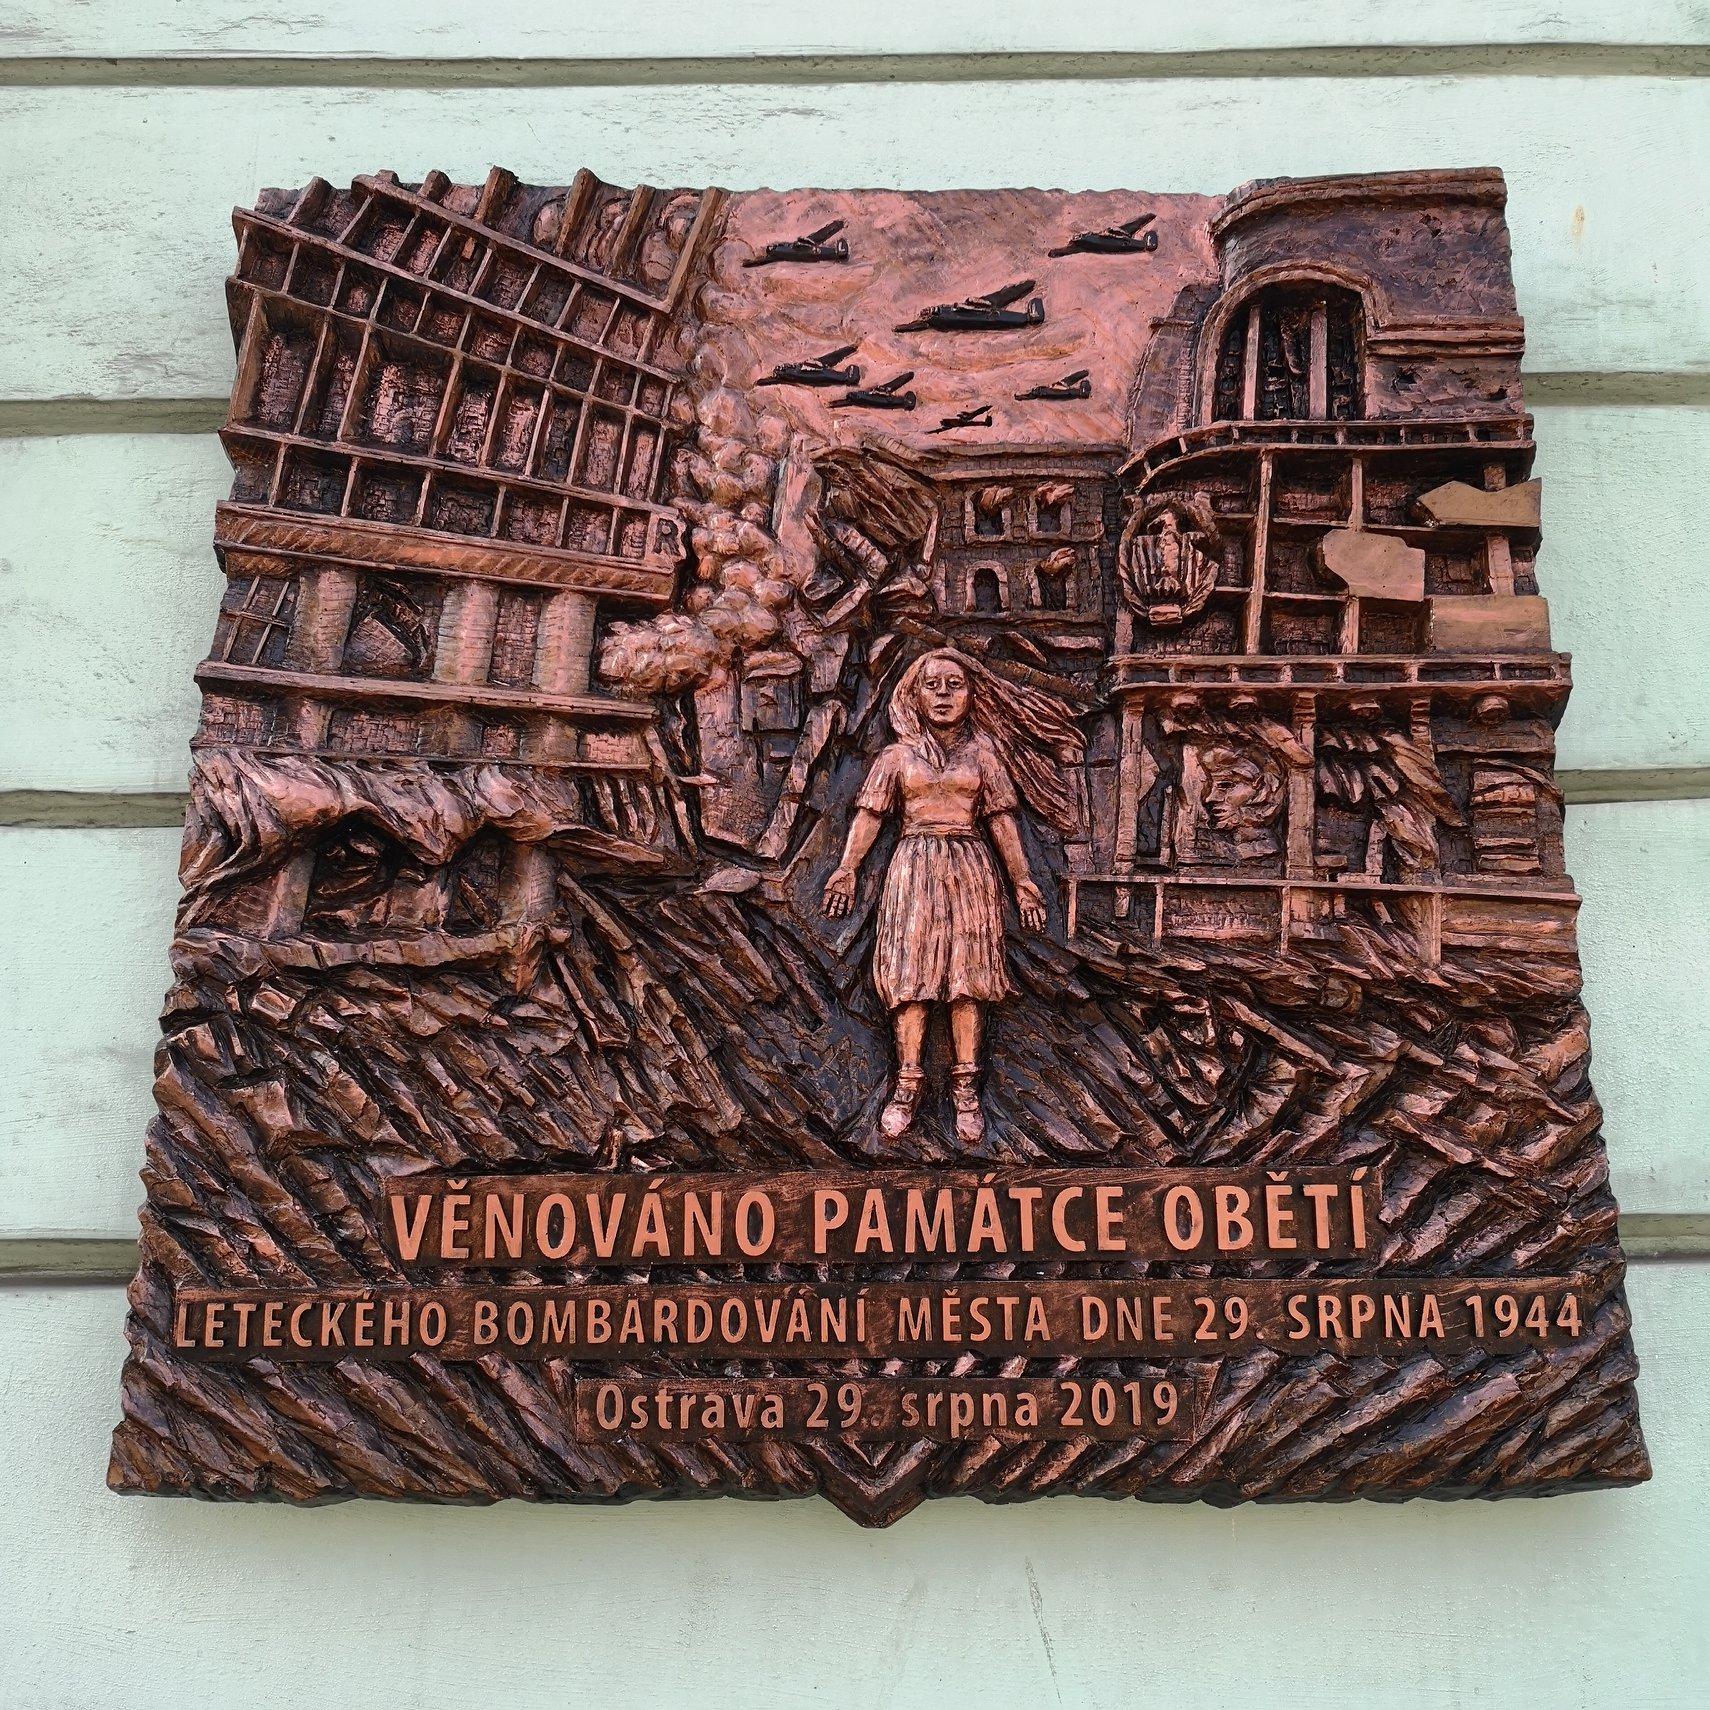 R
VĚNOVÁNO PAMÁTCE OBĚTÍ
LETECKÉHO BOMBARDOVÁNÍ MĚSTA DNE 29. SRPNA 1944
Ostrava 29. srpna 2019